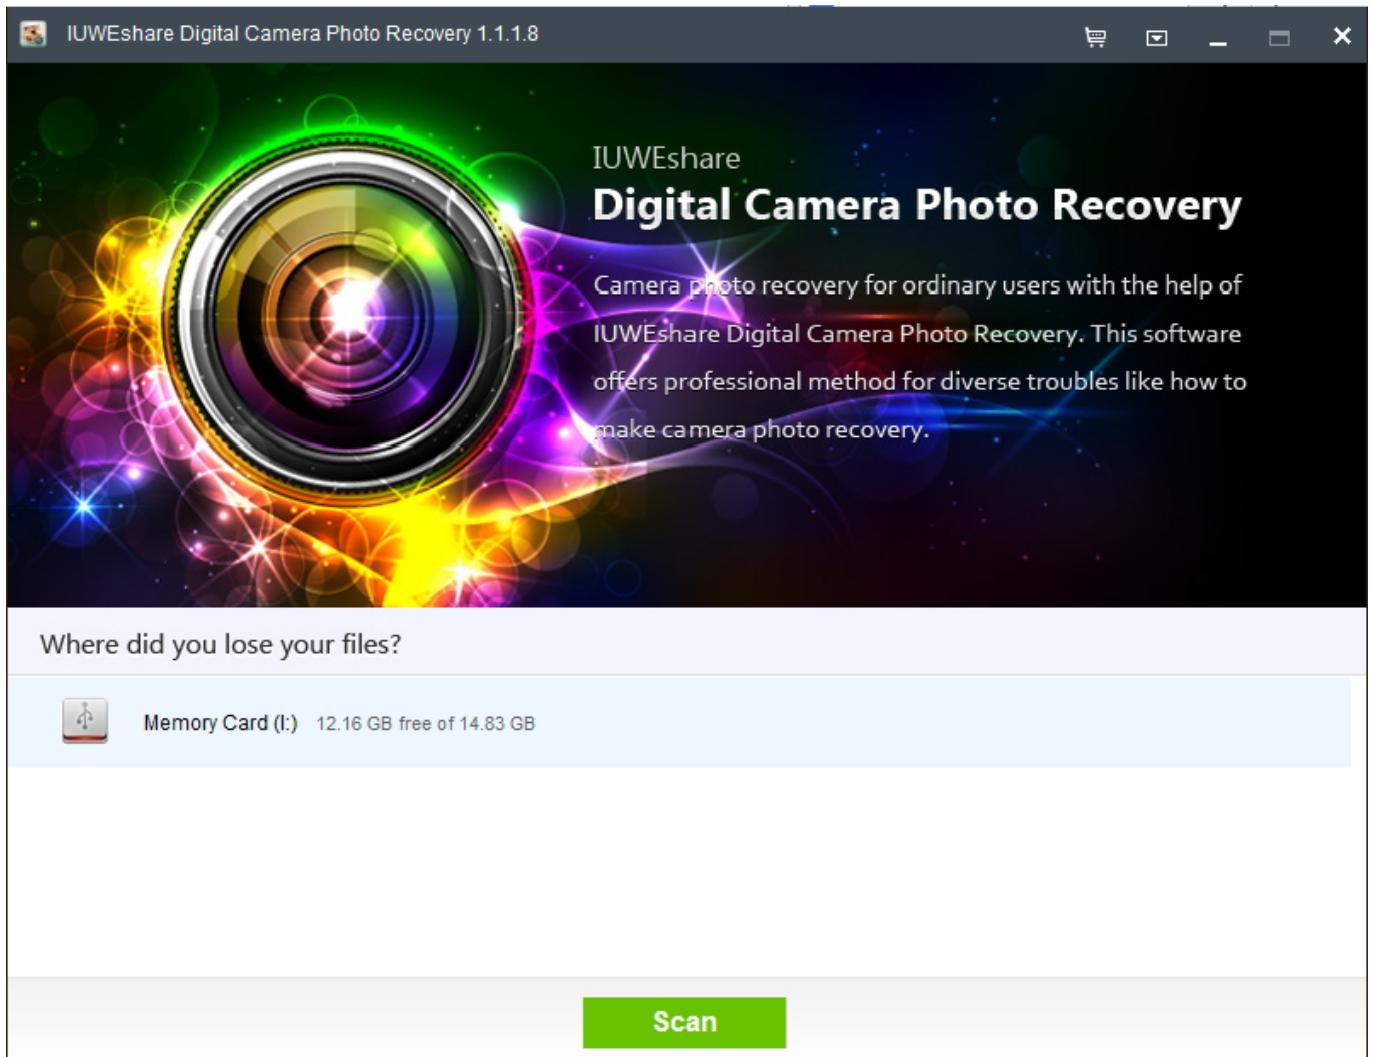 IUWEshare Digital Camera Photo Recovery 1.1.1.8
IUWEshare
Digital Camera Photo Recovery
Camera photo recovery for ordinary users with the help of
IUWEshare Digital Camera Photo Recovery. This software
offers professional method for diverse troubles like how to
make camera photo recovery.
Where did you lose your files?
Memory Card (I:) 12.16 GB free of 14.83 GB
Scan